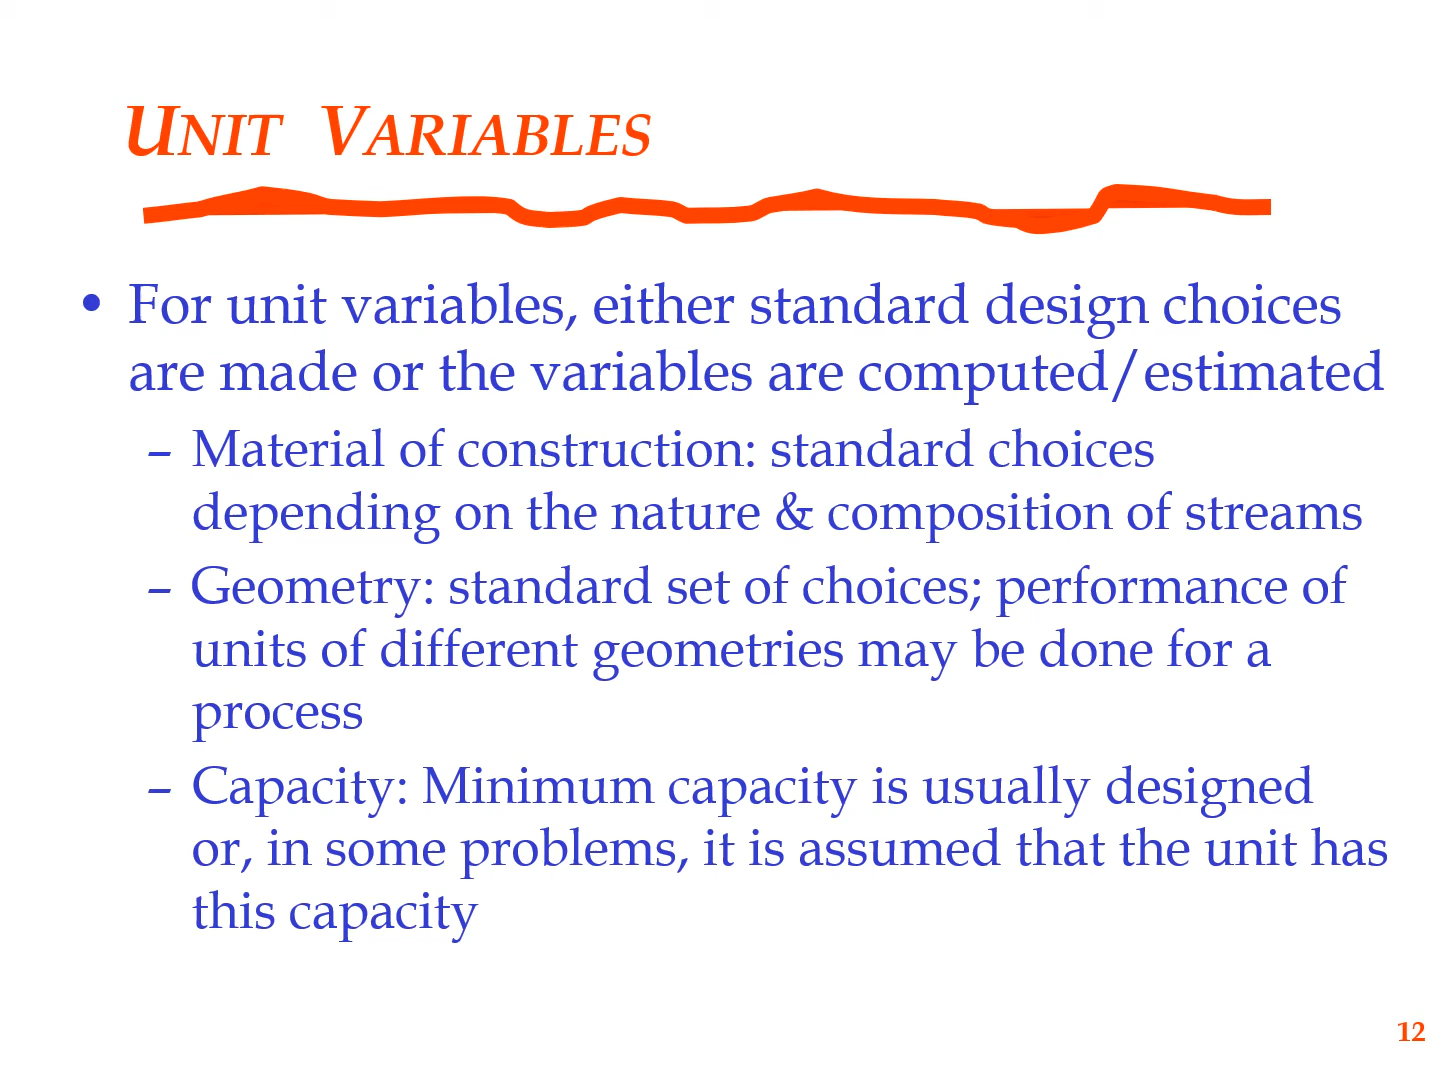 UNIT VARIABLES
• For unit variables, either standard design choices
are made or the variables are computed/estimated
– Material of construction: standard choices
depending on the nature & composition of streams
– Geometry: standard set of choices; performance of
units of different geometries may be done for a
process
– Capacity: Minimum capacity is usually designed
or, in some problems, it is assumed that the unit has
this capacity
12